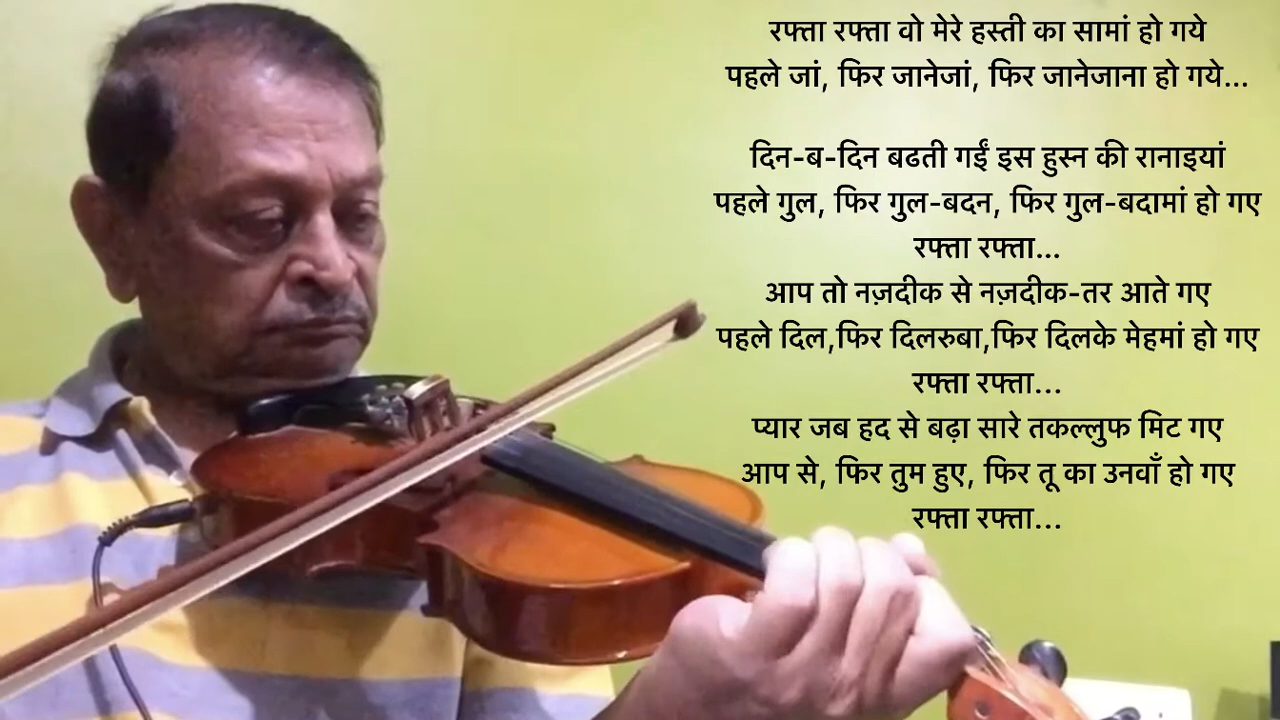 रफ्ता रफ्ता वो मेरे हस्ती का सामां हो गये
पहले जां, फिर जानेजां, फिर जानेजाना हो गये...
दिन-ब-दिन बढती गईं इस हुस्न की रानाइयां
पहले गुल, फिर गुल-बदन, फिर गुल-बदामां हो गए
रफ्ता रफ्ता...
आप तो नज़दीक से नज़दीक-तर आते गए
पहले दिल,फिर दिलरुबा,फिर दिलके मेहमां हो गए
रफ्ता रफ्ता...
प्यार जब हद से बढ़ा सारे तकल्लुफ मिट गए
आप से, फिर तुम हुए, फिर तू का उनवाँ हो गए
रफ्ता रफ्ता...